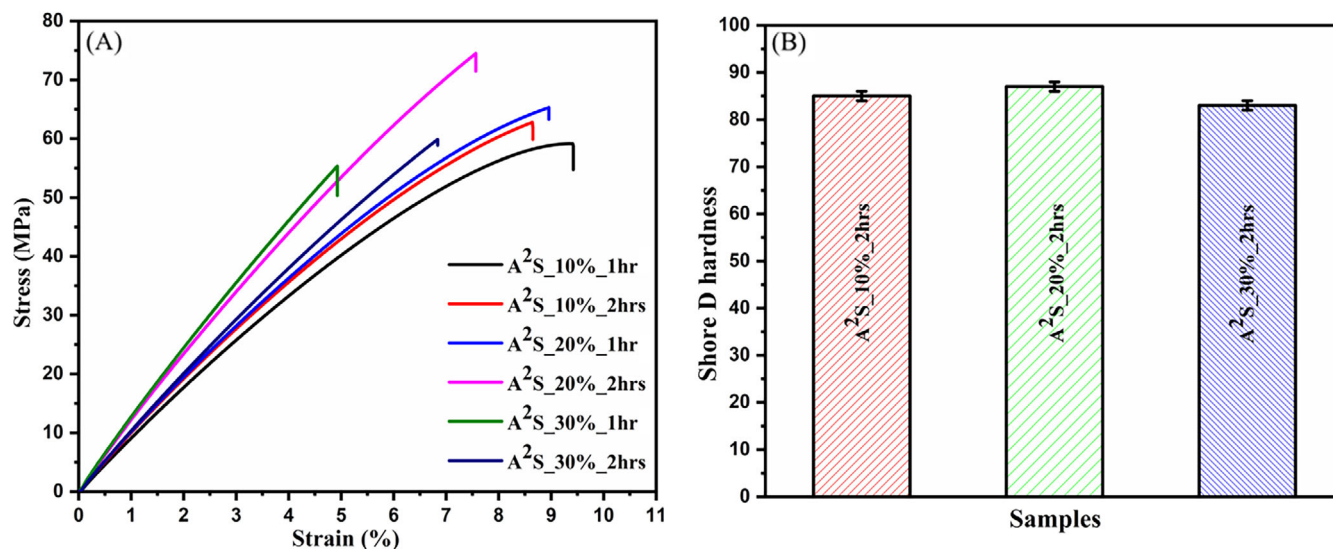 (A)
80
70
60
50
40
30
20
10
0
Stress (MPa)
A²S_10%_1hr
A²S_10%_2hrs
A²S_20%_1hr
A²S_20%_2hrs
A²S_30%_1hr
A²S_30%_2hrs
0 1 2 3 4 5 6 7 8 9 10 11
Strain (%)
(B)
100
90
80
70
60
50
40
30
20
10
0
Shore D hardness
A²S_10%_2hrs
A²S_20%_2hrs
A²S_30%_2hrs
Samples